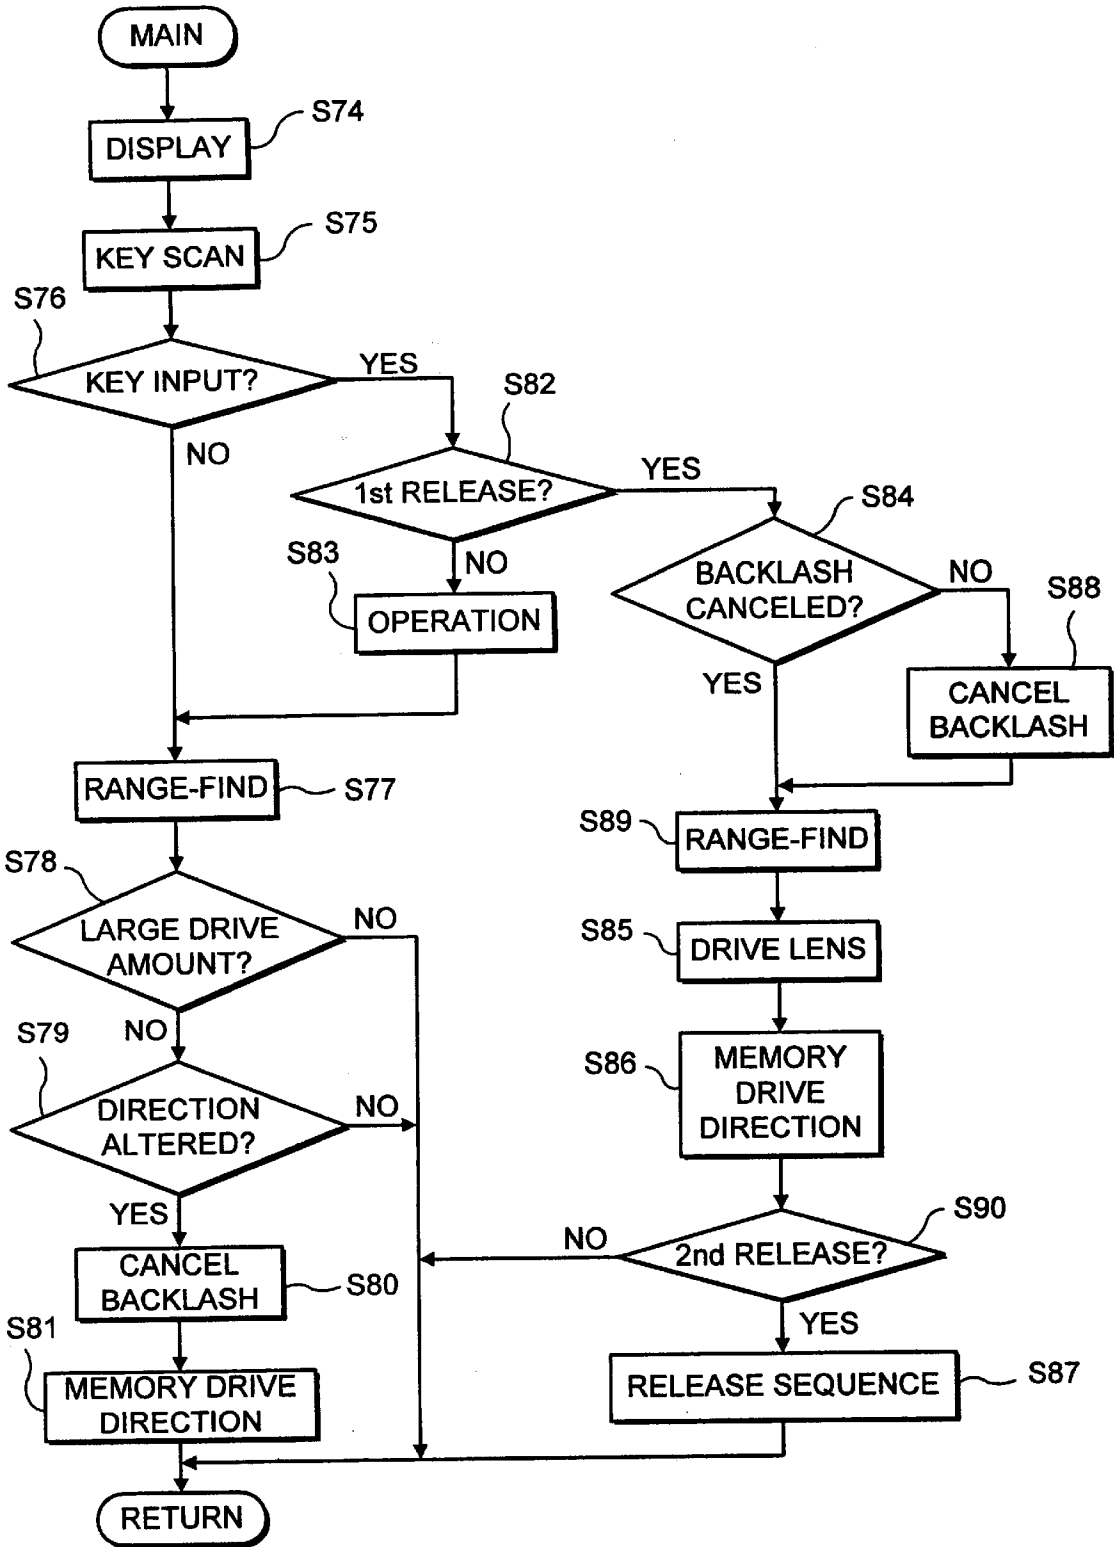 MAIN
S74
DISPLAY
S75
KEY SCAN
S76
KEY INPUT?
YES
NO
S82
1st RELEASE?
YES
NO
S83
OPERATION
S84
BACKLASH
CANCELED?
NO
YES
S88
CANCEL
BACKLASH
RANGE-FIND
S77
S78
LARGE DRIVE
AMOUNT?
NO
NO
S79
DIRECTION
ALTERED?
NO
YES
CANCEL
BACKLASH
S80
S81
MEMORY DRIVE
DIRECTION
S89
RANGE-FIND
S85
DRIVE LENS
S86
MEMORY
DRIVE
DIRECTION
S90
2nd RELEASE?
NO
YES
RELEASE SEQUENCE
S87
RETURN